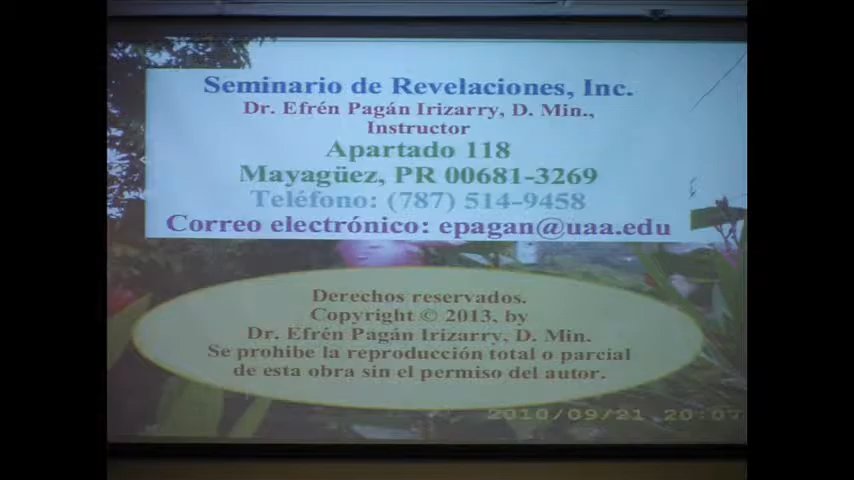 Seminario de Revelaciones, Inc.
Dr. Efrén Pagán Irizarry, D. Min.,
Instructor
Apartado 118
Mayagüez, PR 00681-3269
Teléfono: (787) 514-9458
Correo electrónico: epagan@uaa.edu
Derechos reservados.
Copyright © 2013, by
Dr. Efrén Pagán Irizarry, D. Min.
Se prohibe la reproducción total o parcial
de esta obra sin el permiso del autor.
2010/09/21 20:07